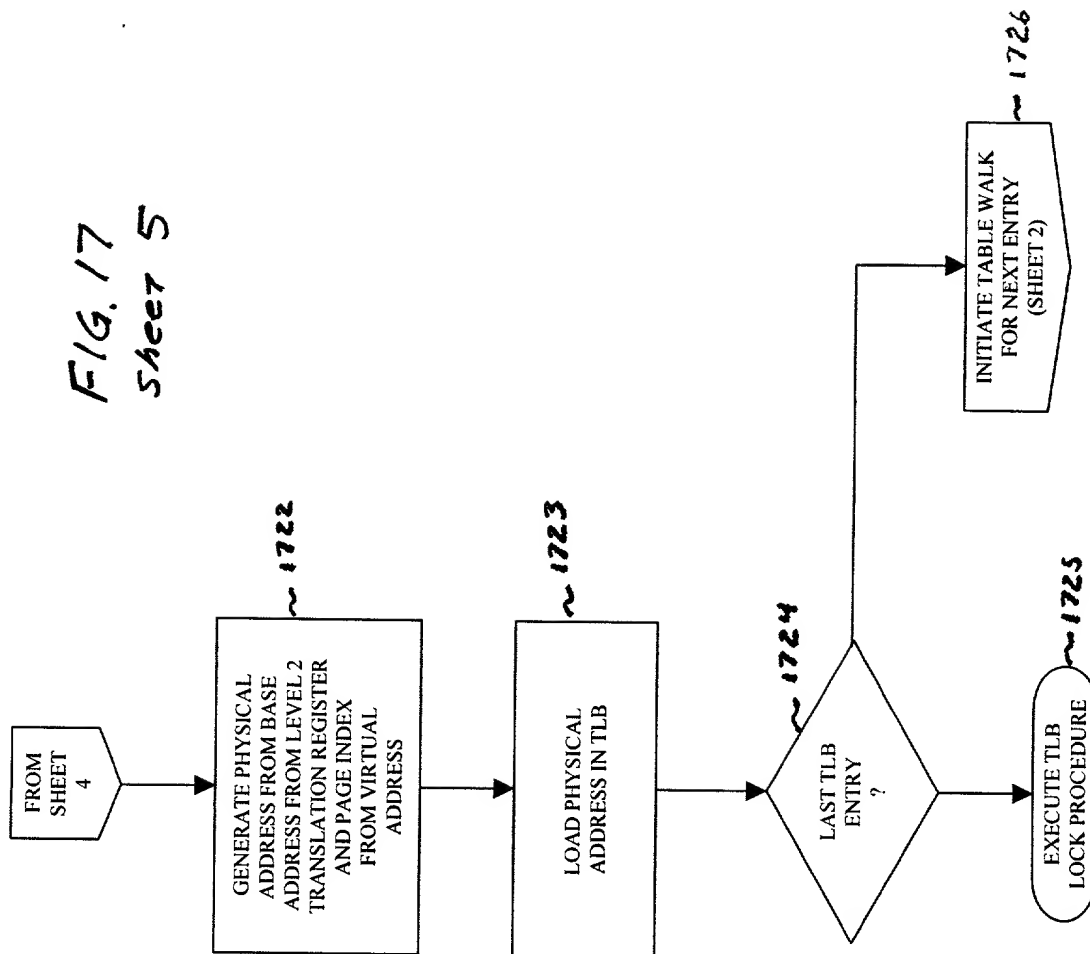 FIG. 17
Sheet 5
FROM
SHEET
4
GENERATE PHYSICAL
ADDRESS FROM BASE
ADDRESS FROM LEVEL 2
TRANSLATION REGISTER
AND PAGE INDEX
FROM VIRTUAL
ADDRESS
~1722
LOAD PHYSICAL
ADDRESS IN TLB
~1723
LAST TLB
ENTRY
?
~1724
EXECUTE TLB
LOCK PROCEDURE
~1725
INITIATE TABLE WALK
FOR NEXT ENTRY
(SHEET 2)
~1726